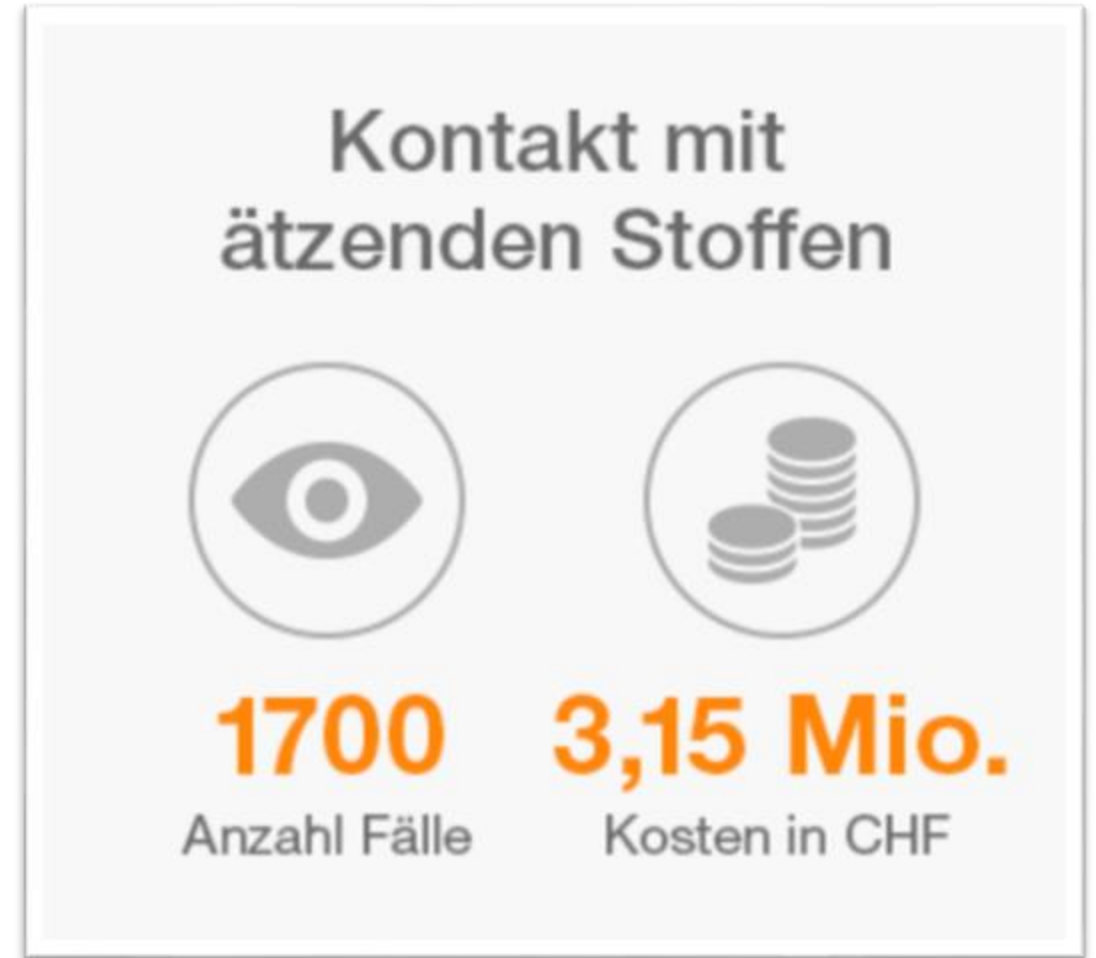 Kontakt mit
ätzenden Stoffen
1700 3,15 Mio.
Anzahl Fälle Kosten in CHF